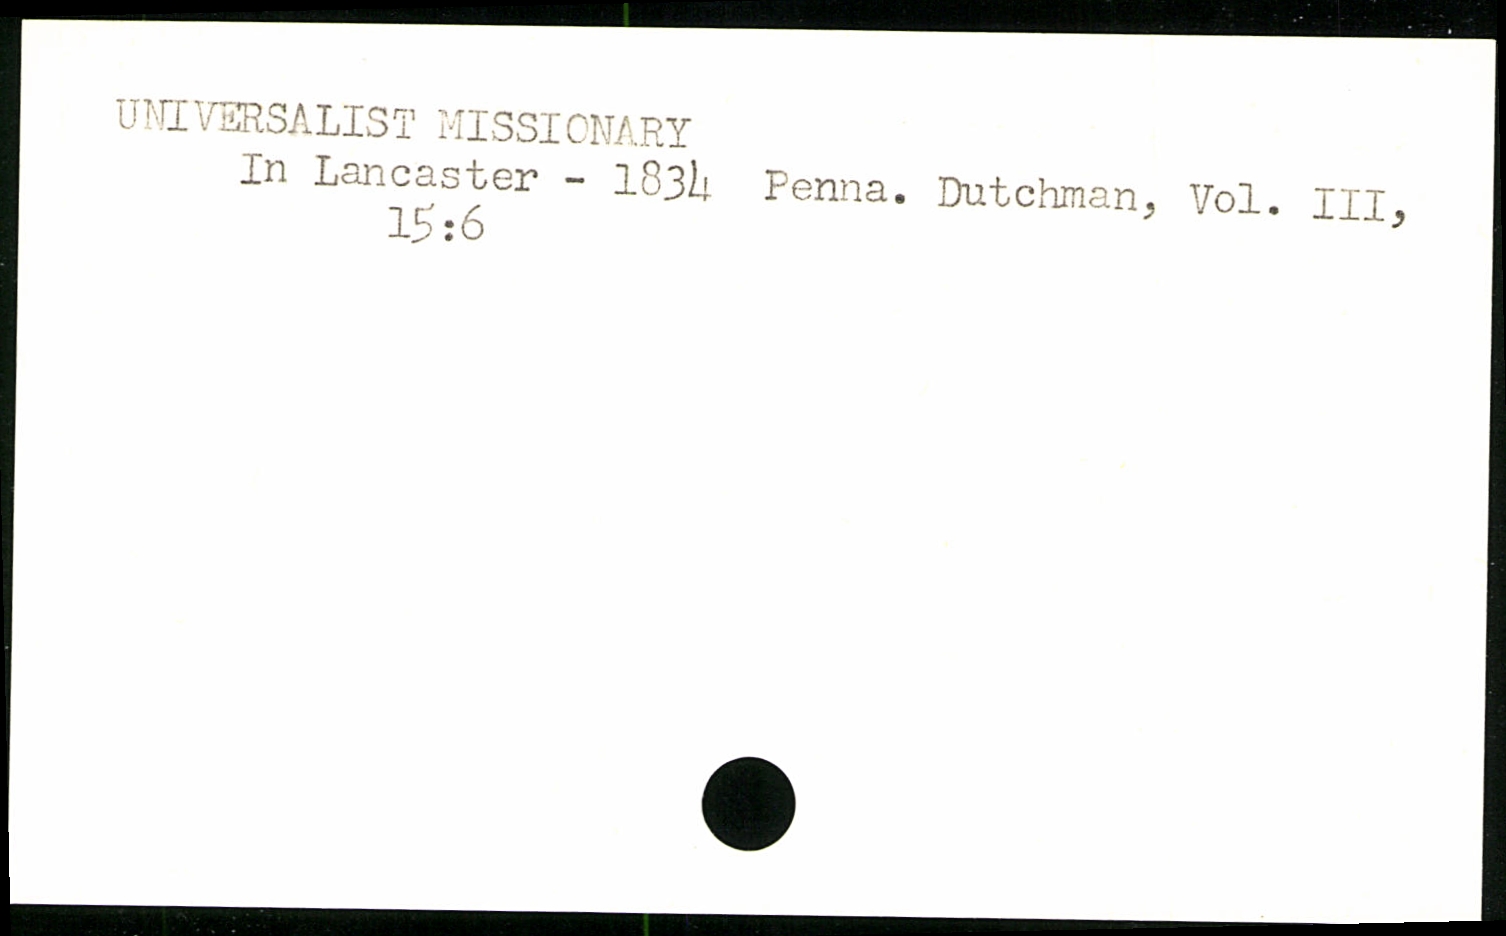 UNIVERSALIST MISSIONARY
In Lancaster - 1834 Penna. Dutchman, Vol. III,
15:6